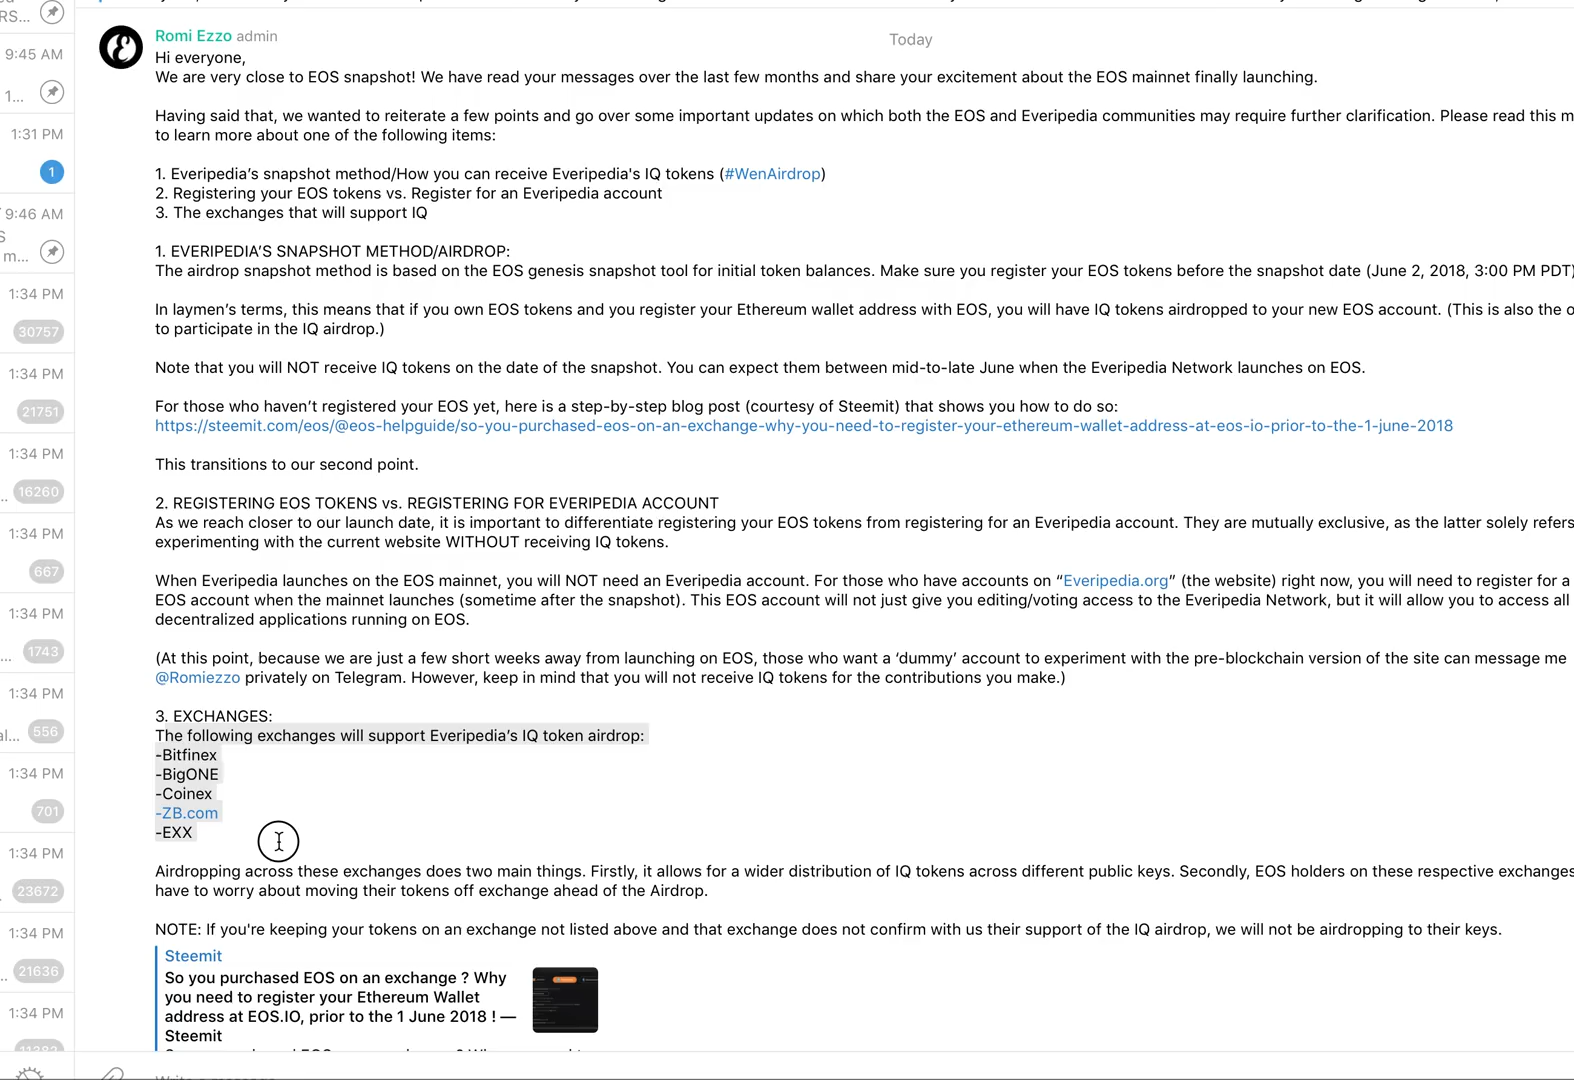 RS...
9:45 AM
1...
1:31 PM
1
9:46 AM
S
m...
1:34 PM
30757
1:34 PM
21751
1:34 PM
16260
1:34 PM
667
1:34 PM
1743
1:34 PM
al...
556
1:34 PM
701
1:34 PM
23672
1:34 PM
21636
1:34 PM
Romi Ezzo admin
Today
Hi everyone,
We are very close to EOS snapshot! We have read your messages over the last few months and share your excitement about the EOS mainnet finally launching.
Having said that, we wanted to reiterate a few points and go over some important updates on which both the EOS and Everipedia communities may require further clarification. Please read this m
to learn more about one of the following items:
1. Everipedia’s snapshot method/How you can receive Everipedia's IQ tokens (#WenAirdrop)
2. Registering your EOS tokens vs. Register for an Everipedia account
3. The exchanges that will support IQ
1. EVERIPEDIA’S SNAPSHOT METHOD/AIRDROP:
The airdrop snapshot method is based on the EOS genesis snapshot tool for initial token balances. Make sure you register your EOS tokens before the snapshot date (June 2, 2018, 3:00 PM PDT)
In laymen’s terms, this means that if you own EOS tokens and you register your Ethereum wallet address with EOS, you will have IQ tokens airdropped to your new EOS account. (This is also the o
to participate in the IQ airdrop.)
Note that you will NOT receive IQ tokens on the date of the snapshot. You can expect them between mid-to-late June when the Everipedia Network launches on EOS.
For those who haven’t registered your EOS yet, here is a step-by-step blog post (courtesy of Steemit) that shows you how to do so:
https://steemit.com/eos/@eos-helpguide/so-you-purchased-eos-on-an-exchange-why-you-need-to-register-your-ethereum-wallet-address-at-eos-io-prior-to-the-1-june-2018
This transitions to our second point.
2. REGISTERING EOS TOKENS vs. REGISTERING FOR EVERIPEDIA ACCOUNT
As we reach closer to our launch date, it is important to differentiate registering your EOS tokens from registering for an Everipedia account. They are mutually exclusive, as the latter solely refers
experimenting with the current website WITHOUT receiving IQ tokens.
When Everipedia launches on the EOS mainnet, you will NOT need an Everipedia account. For those who have accounts on “Everipedia.org” (the website) right now, you will need to register for a
EOS account when the mainnet launches (sometime after the snapshot). This EOS account will not just give you editing/voting access to the Everipedia Network, but it will allow you to access all
decentralized applications running on EOS.
(At this point, because we are just a few short weeks away from launching on EOS, those who want a ‘dummy’ account to experiment with the pre-blockchain version of the site can message me
@Romiezzo privately on Telegram. However, keep in mind that you will not receive IQ tokens for the contributions you make.)
3. EXCHANGES:
The following exchanges will support Everipedia’s IQ token airdrop:
-Bitfinex
-BigONE
-Coinex
-ZB.com
-EXX
Airdropping across these exchanges does two main things. Firstly, it allows for a wider distribution of IQ tokens across different public keys. Secondly, EOS holders on these respective exchanges
have to worry about moving their tokens off exchange ahead of the Airdrop.
NOTE: If you're keeping your tokens on an exchange not listed above and that exchange does not confirm with us their support of the IQ airdrop, we will not be airdropping to their keys.
Steemit
So you purchased EOS on an exchange ? Why
you need to register your Ethereum Wallet
address at EOS.IO, prior to the 1 June 2018 ! —
Steemit